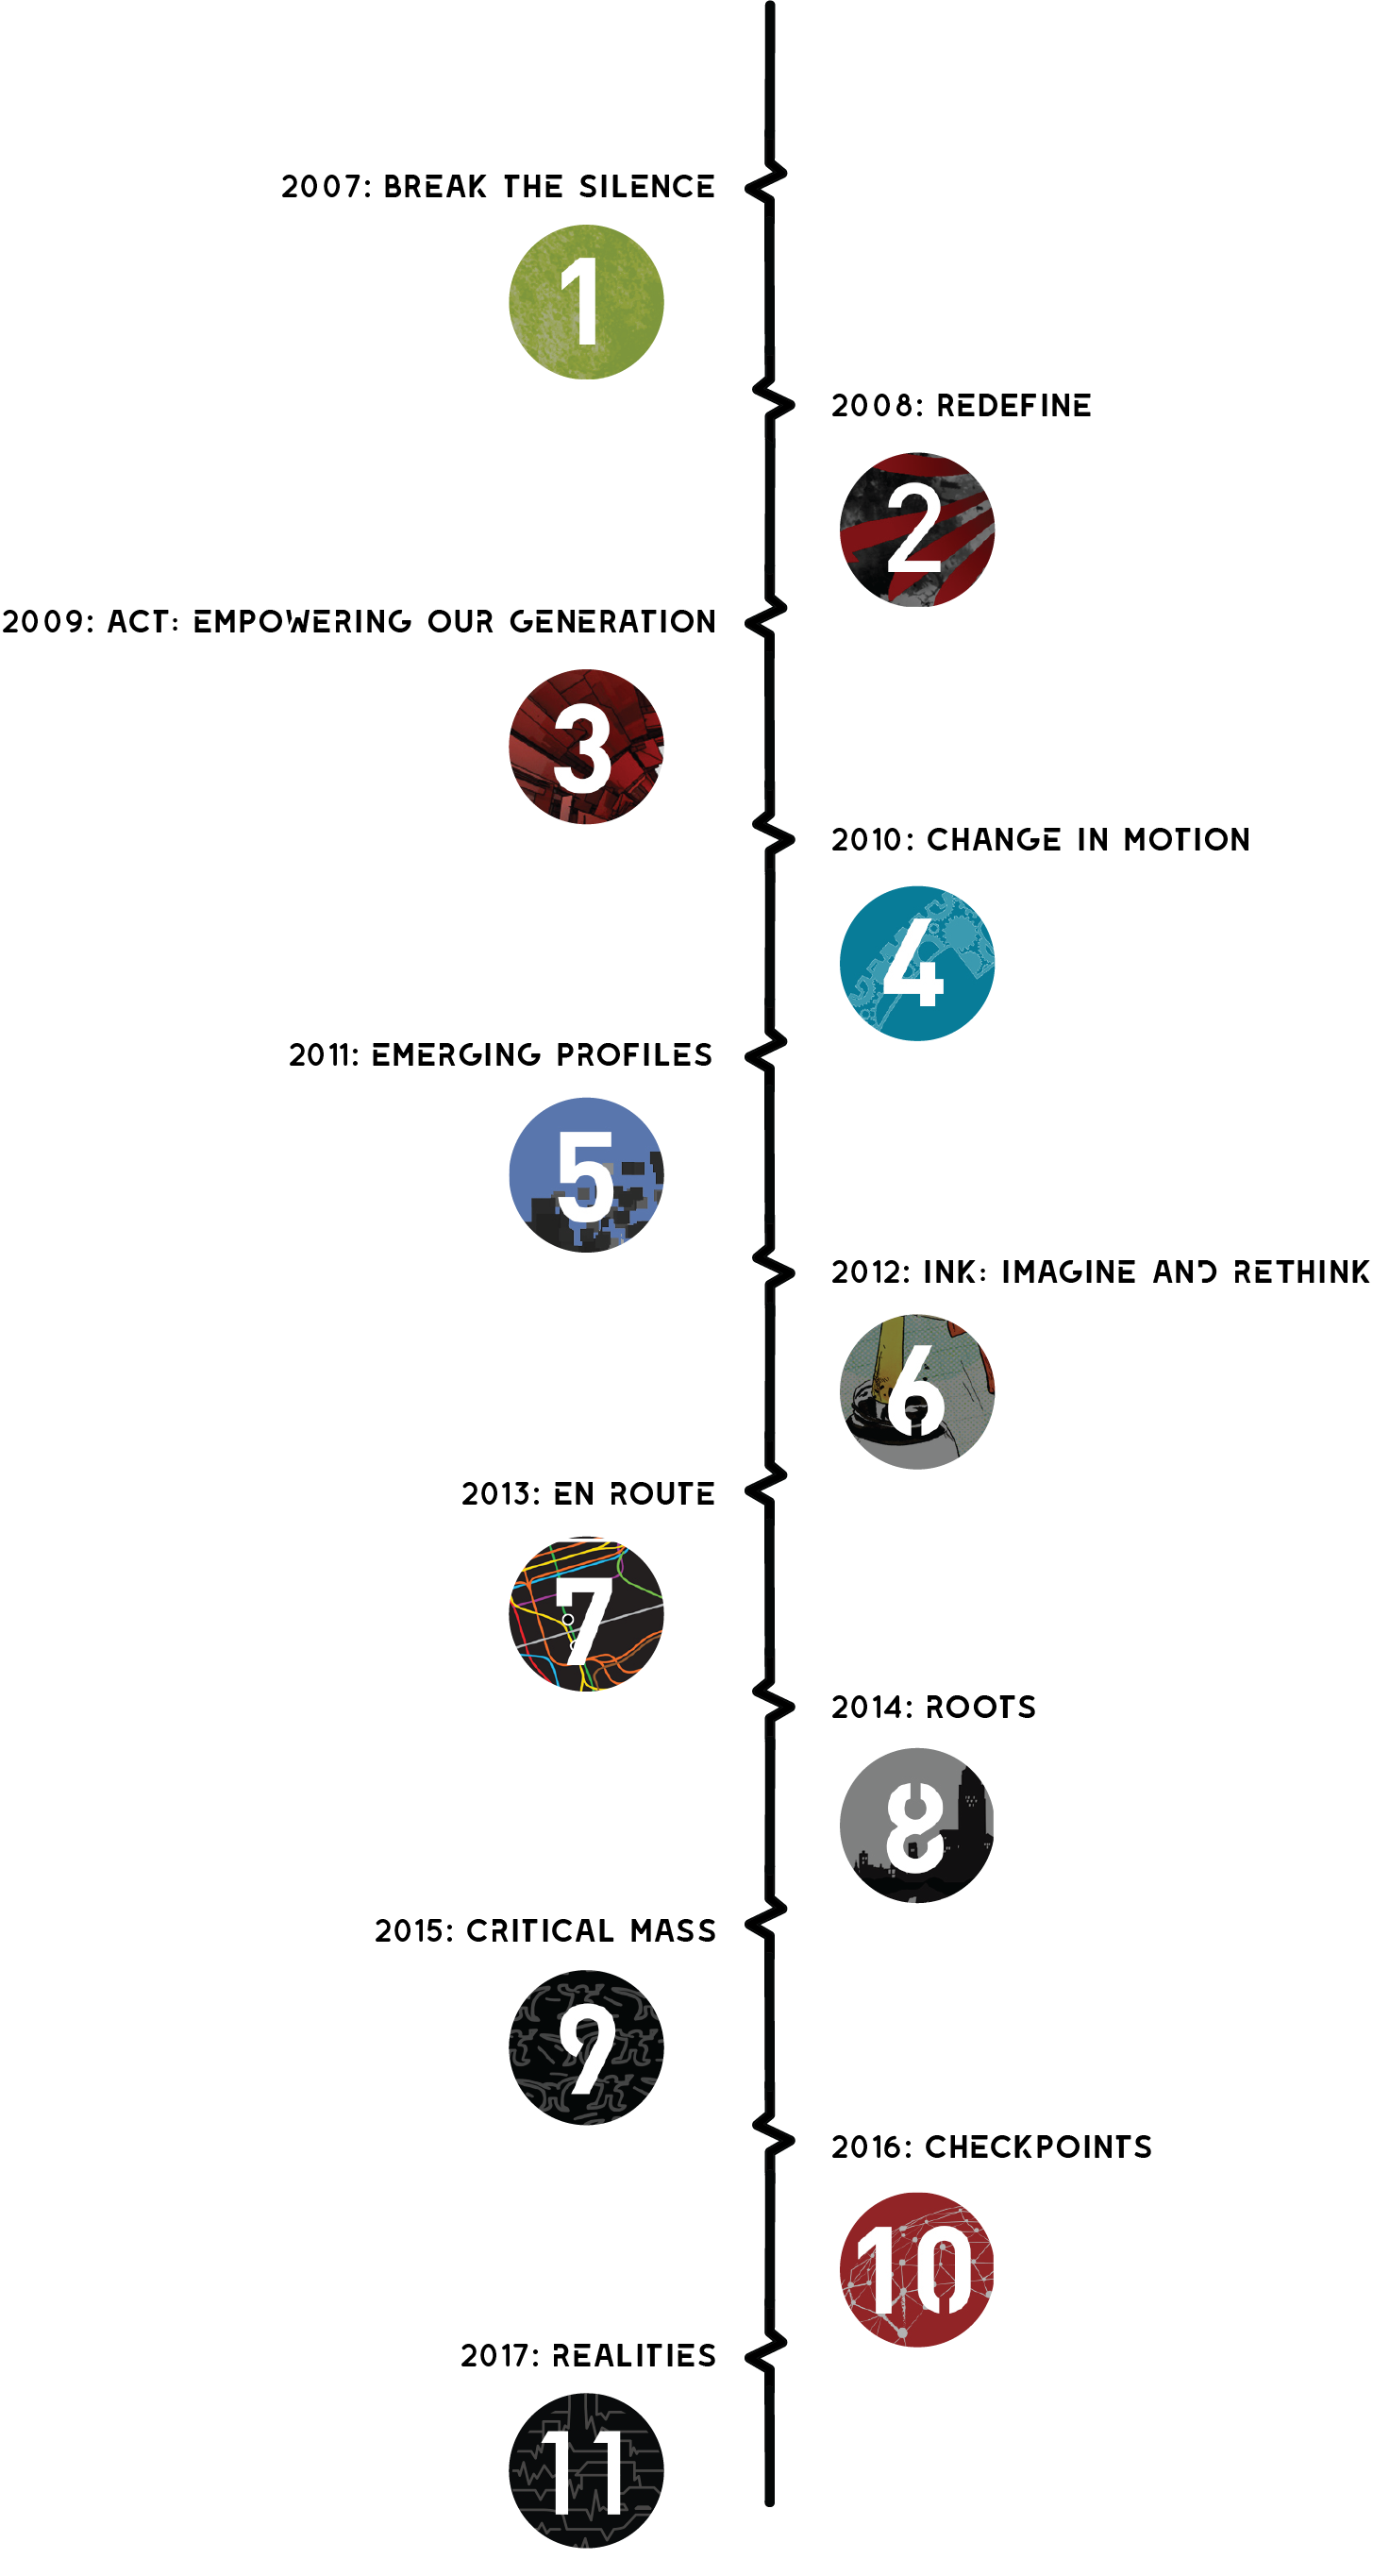 2007: BREAK THE SILENCE
1
2008: REDEFINE
2
2009: ACT: EMPOWERING OUR GENERATION
3
2010: CHANGE IN MOTION
4
2011: EMERGING PROFILES
5
2012: INK: IMAGINE AND RETHINK
6
2013: EN ROUTE
7
2014: ROOTS
8
2015: CRITICAL MASS
9
2016: CHECKPOINTS
10
2017: REALITIES
11